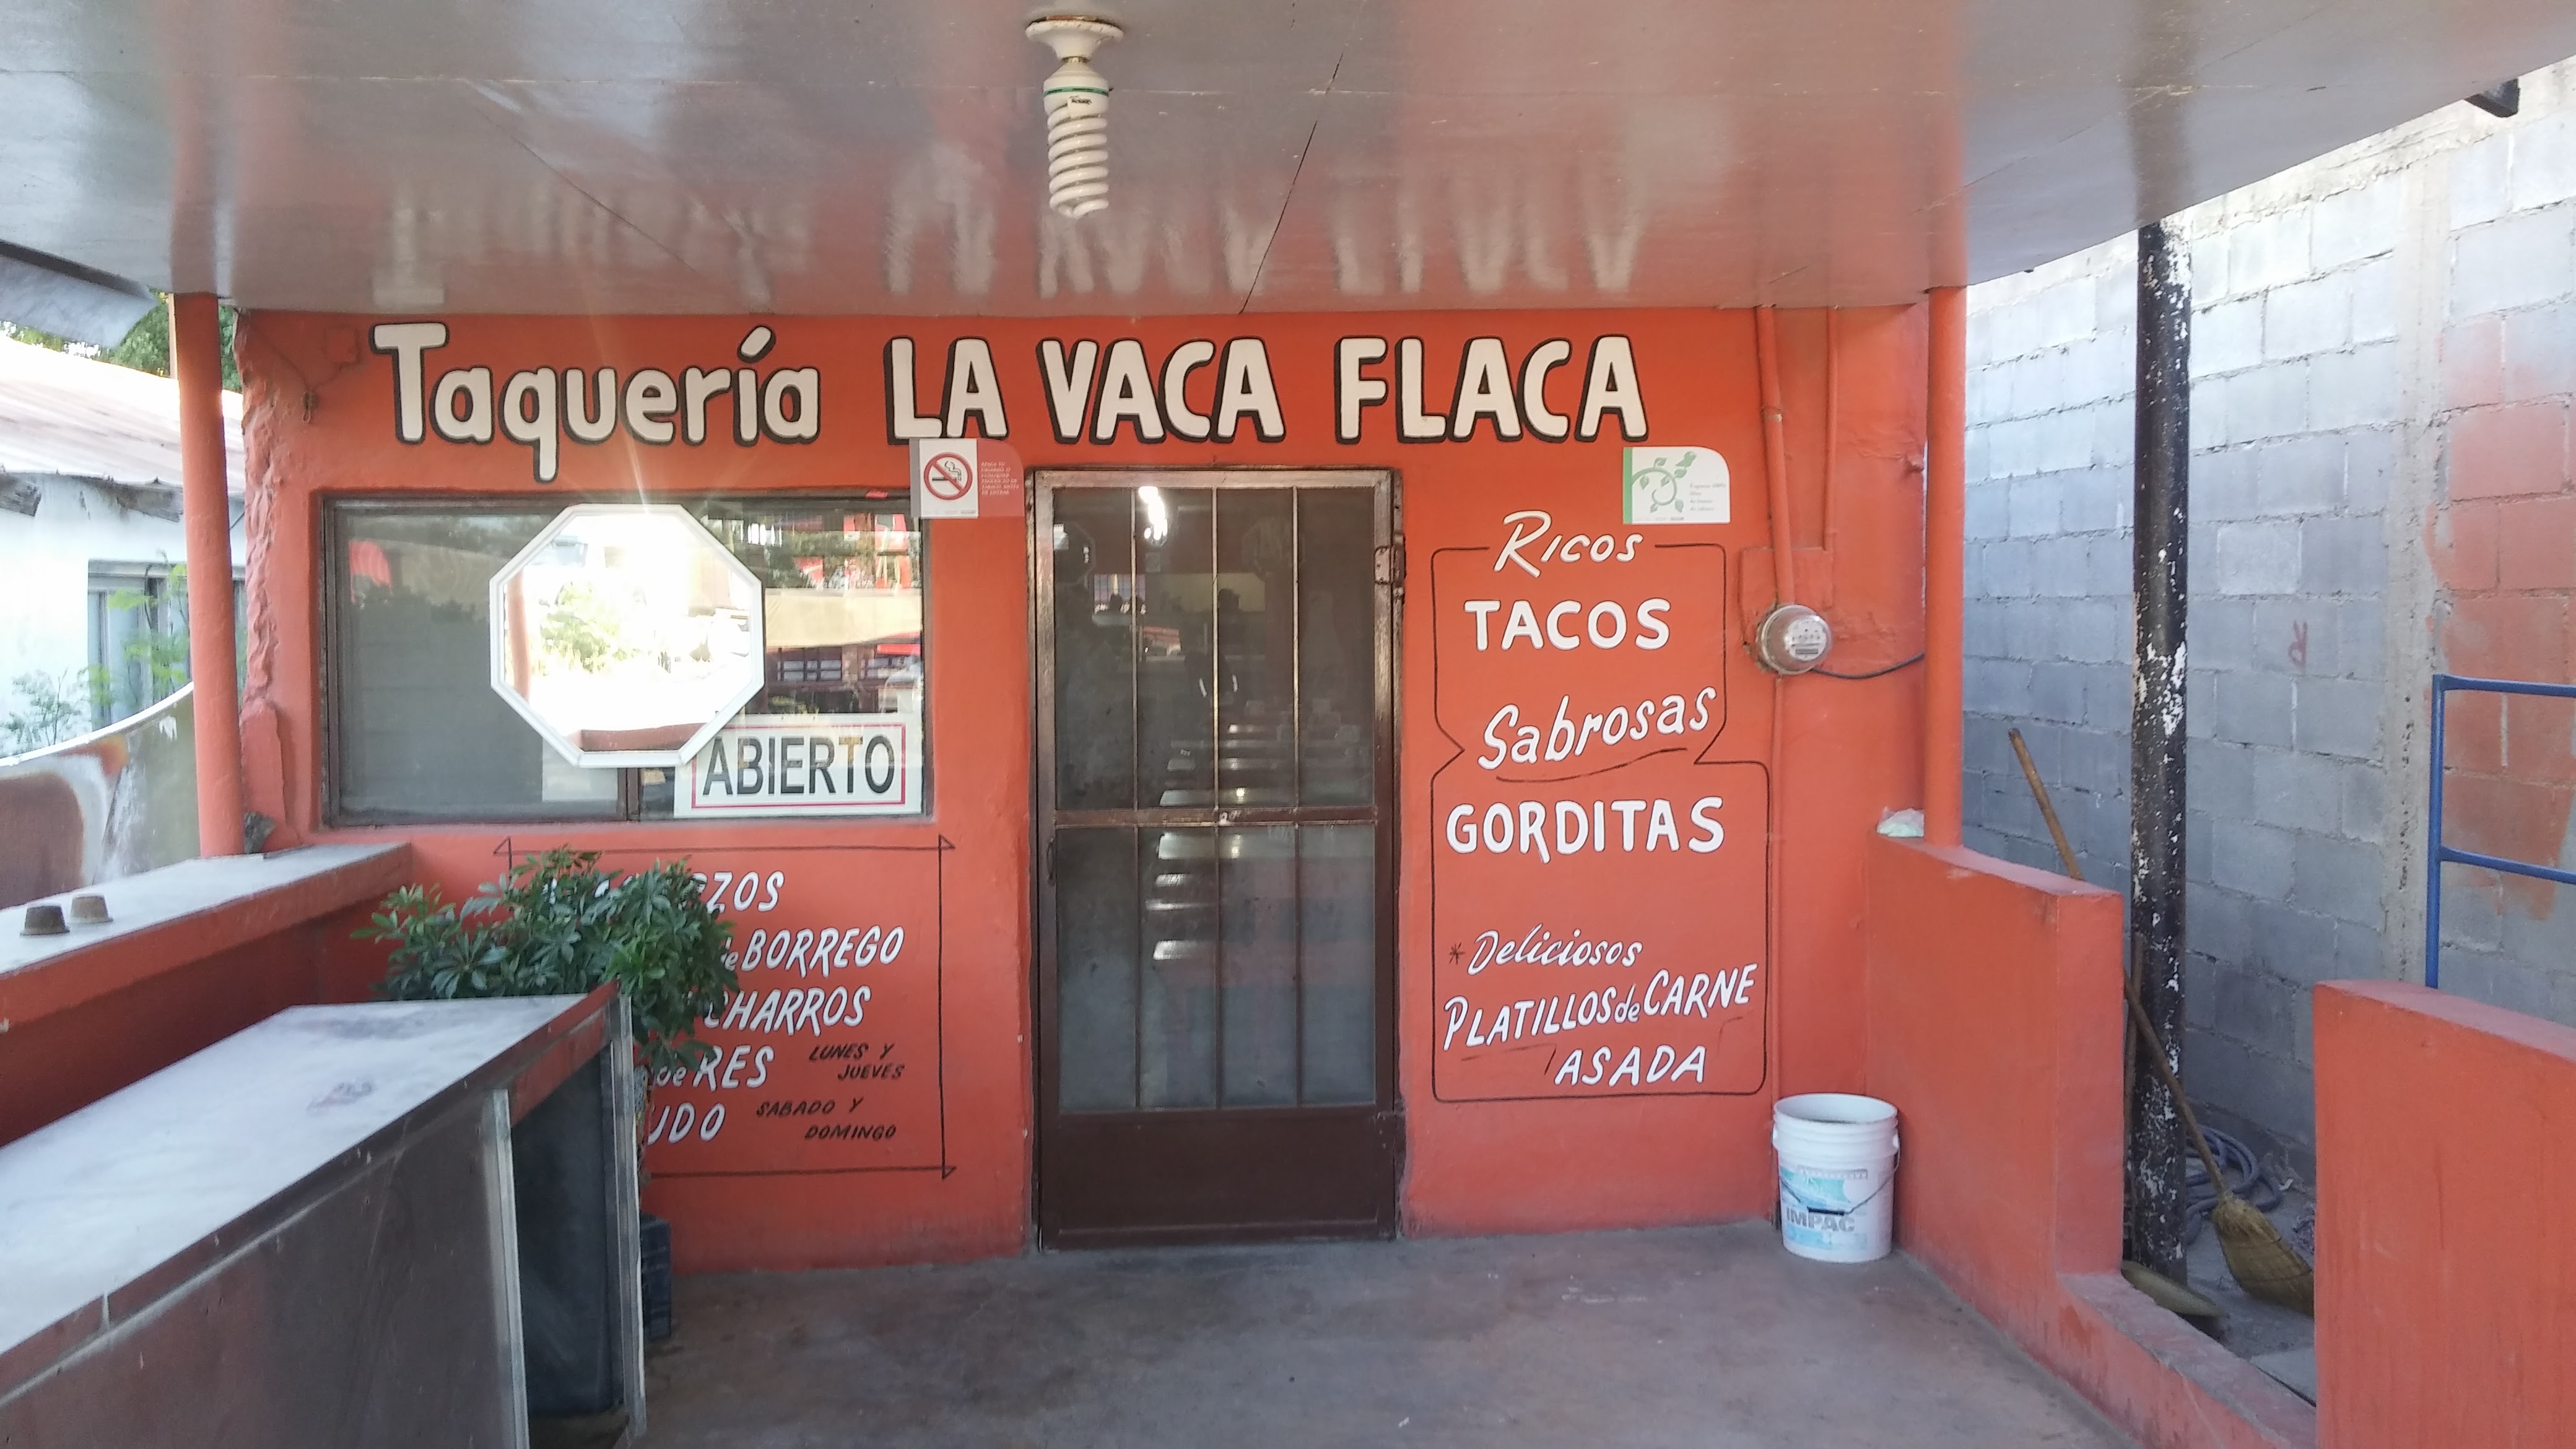 Taquería LA VACA FLACA
ABIERTO
Ricos
TACOS
Sabrosas
GORDITAS
* Deliciosos
PLATILLOS de CARNE
ASADA
BORREGO
CHARROS
de RES LUNES Y
JUEVES
SABADO Y
DOMINGO
IMPAC